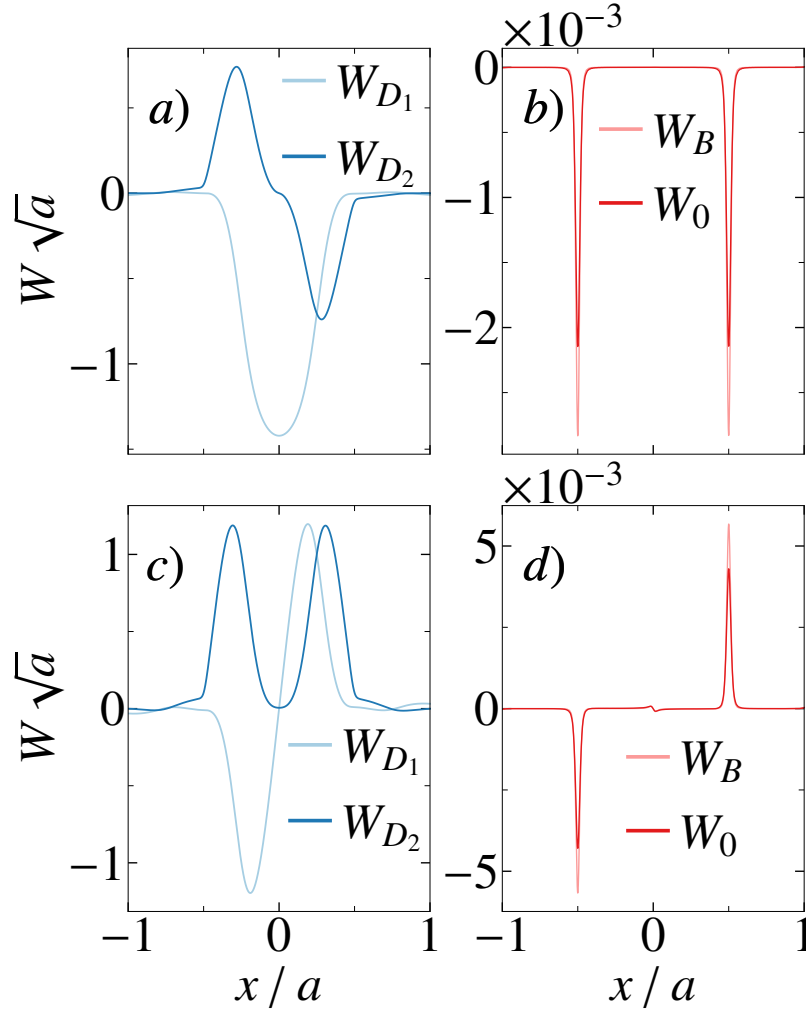 ×10⁻³
a)
W_{D_1}
W_{D_2}
0
−1
W √a
b)
W_B
W_0
0
−1
−2
×10⁻³
c)
W_{D_1}
W_{D_2}
1
0
−1
W √a
d)
W_B
W_0
5
0
−5
−1 0 1
−1 0 1
x / a
x / a